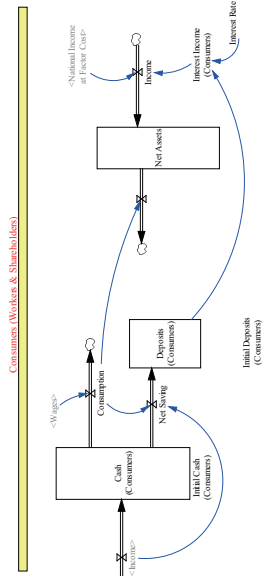 Consumers (Workers & Shareholders)
<Income>
Cash
(Consumers)
Initial Cash
(Consumers)
<Wages>
Consumption
Net Saving
Deposits
(Consumers)
Initial Deposits
(Consumers)
<National Income
at Factor Cost>
Income
Net Assets
Interest Income
(Consumers)
Interest Rate